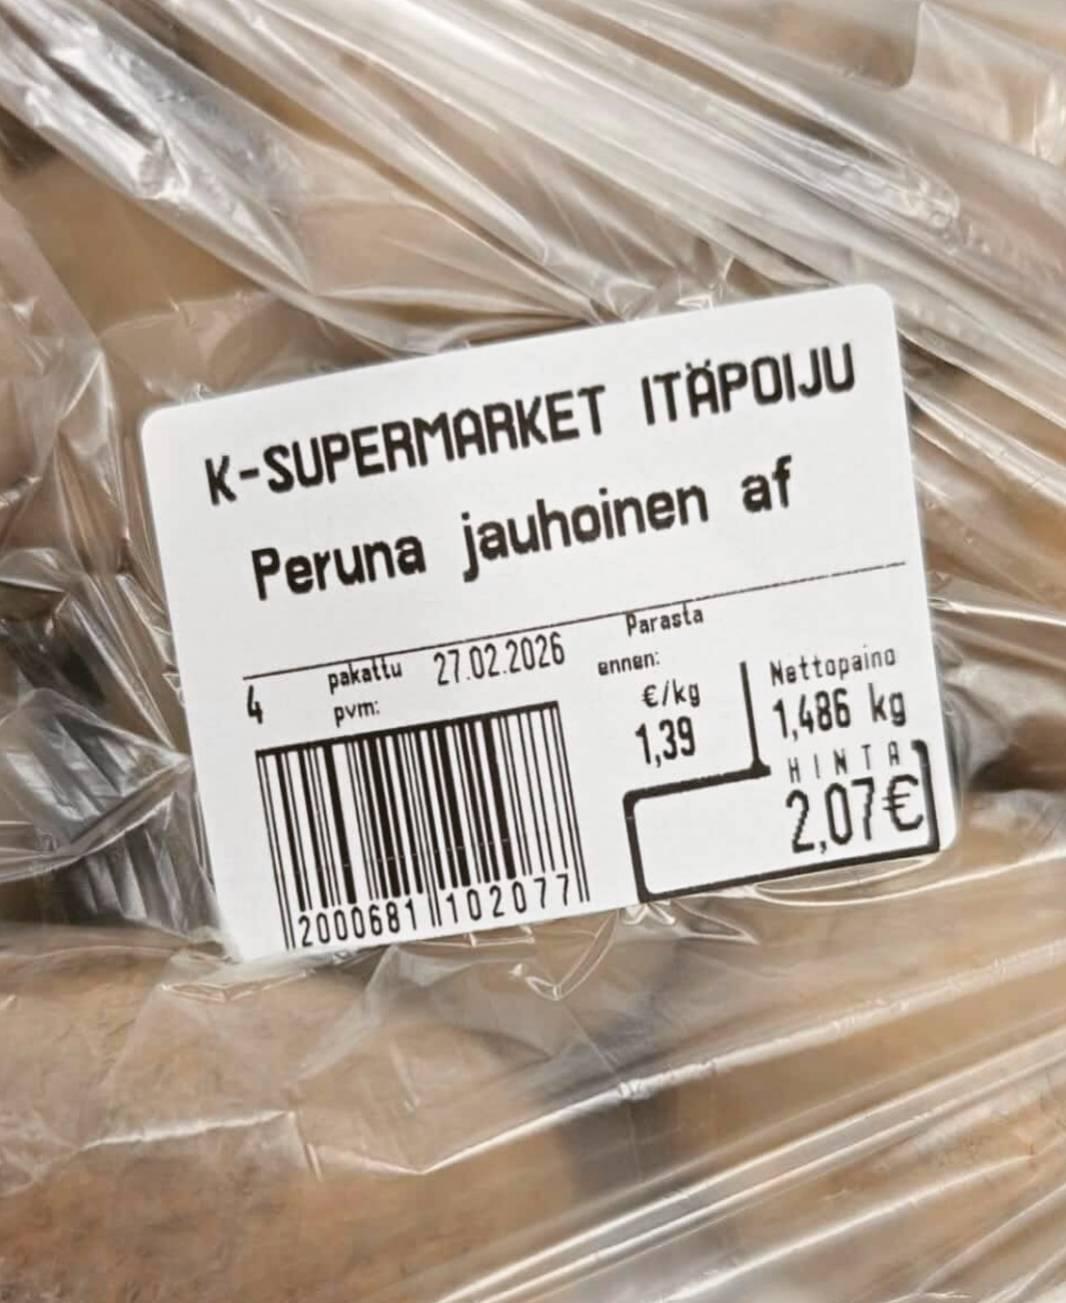 K-SUPERMARKET ITÄPOIJU
Peruna jauhoinen af
4 pakattu pvm: 27.02.2026 Parasta ennen:
€/kg
1,39
Nettopaino
1,486 kg
HINTA
2,07€
2000681 102077